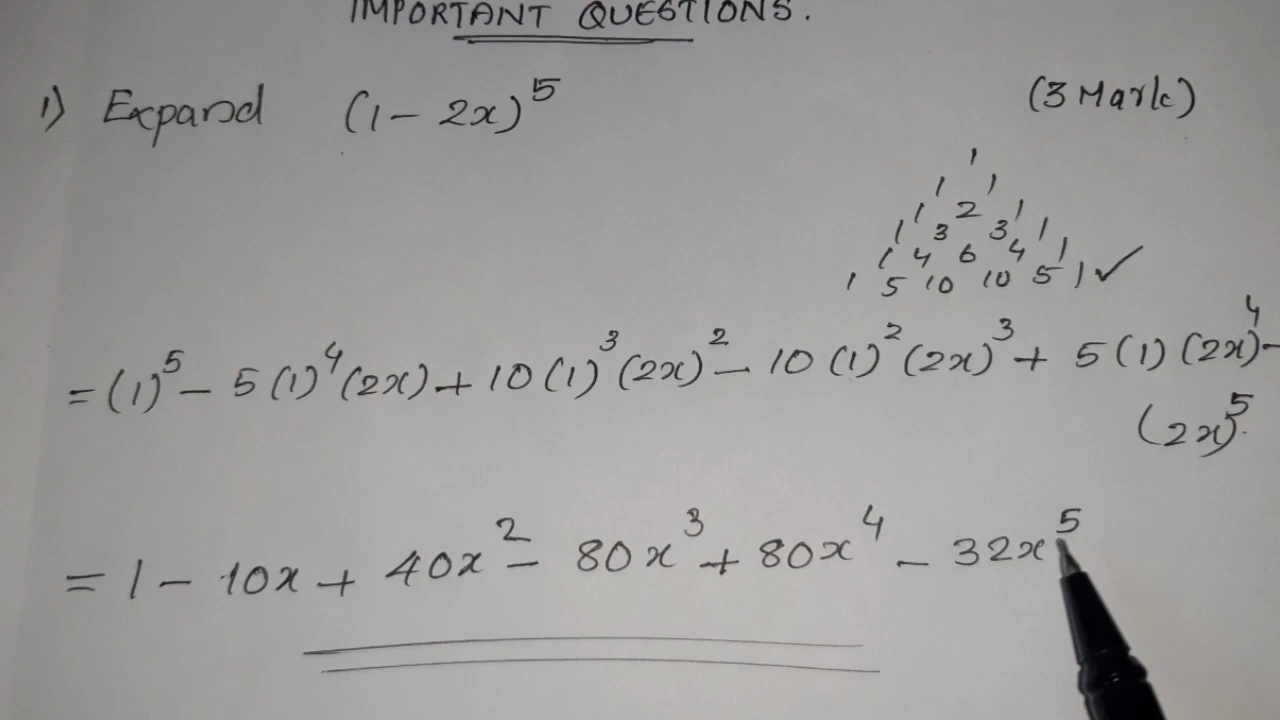 IMPORTANT QUESTIONS.
1) Expand (1 - 2x)^5 (3 Mark)
1
1 1
1 2 1
1 3 3 1
1 4 6 4 1
1 5 10 10 5 1 ✓
= (1)^5 - 5(1)^4(2x) + 10(1)^3(2x)^2 - 10(1)^2(2x)^3 + 5(1)(2x)^4 -
(2x)^5.
= 1 - 10x + 40x^2 - 80x^3 + 80x^4 - 32x^5